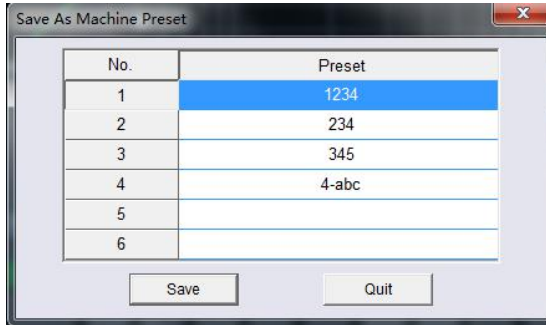 Save As Machine Preset
No. Preset
1 1234
2 234
3 345
4 4-abc
5
6
Save Quit